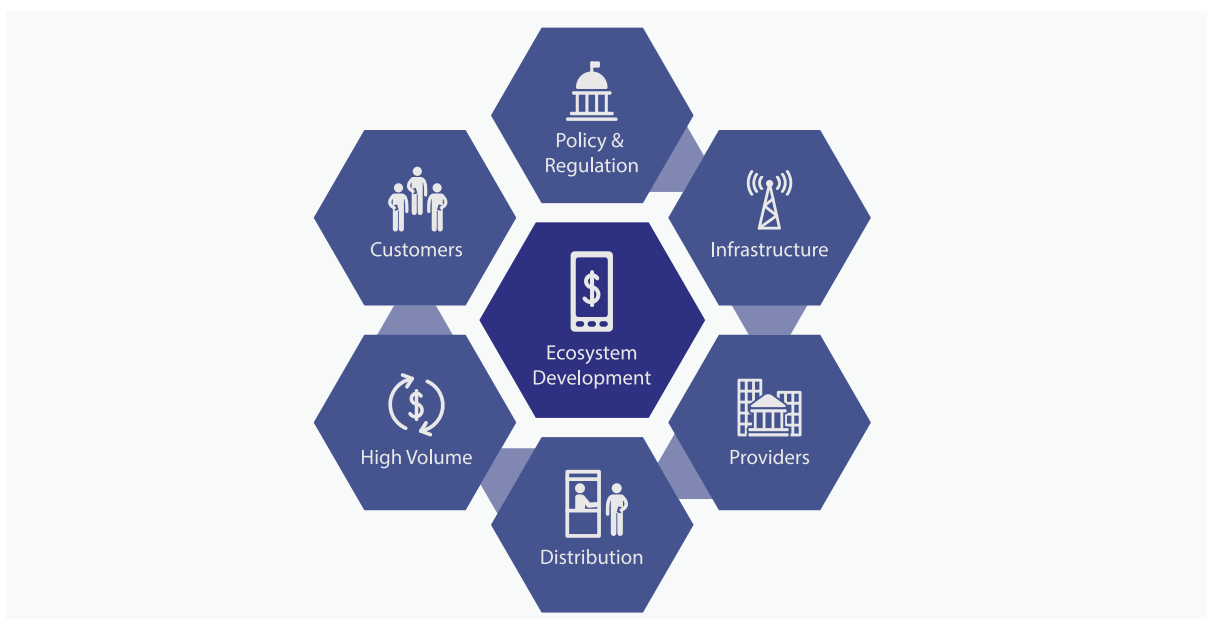 Policy &
Regulation
Customers
Infrastructure
Ecosystem
Development
High Volume
Providers
Distribution